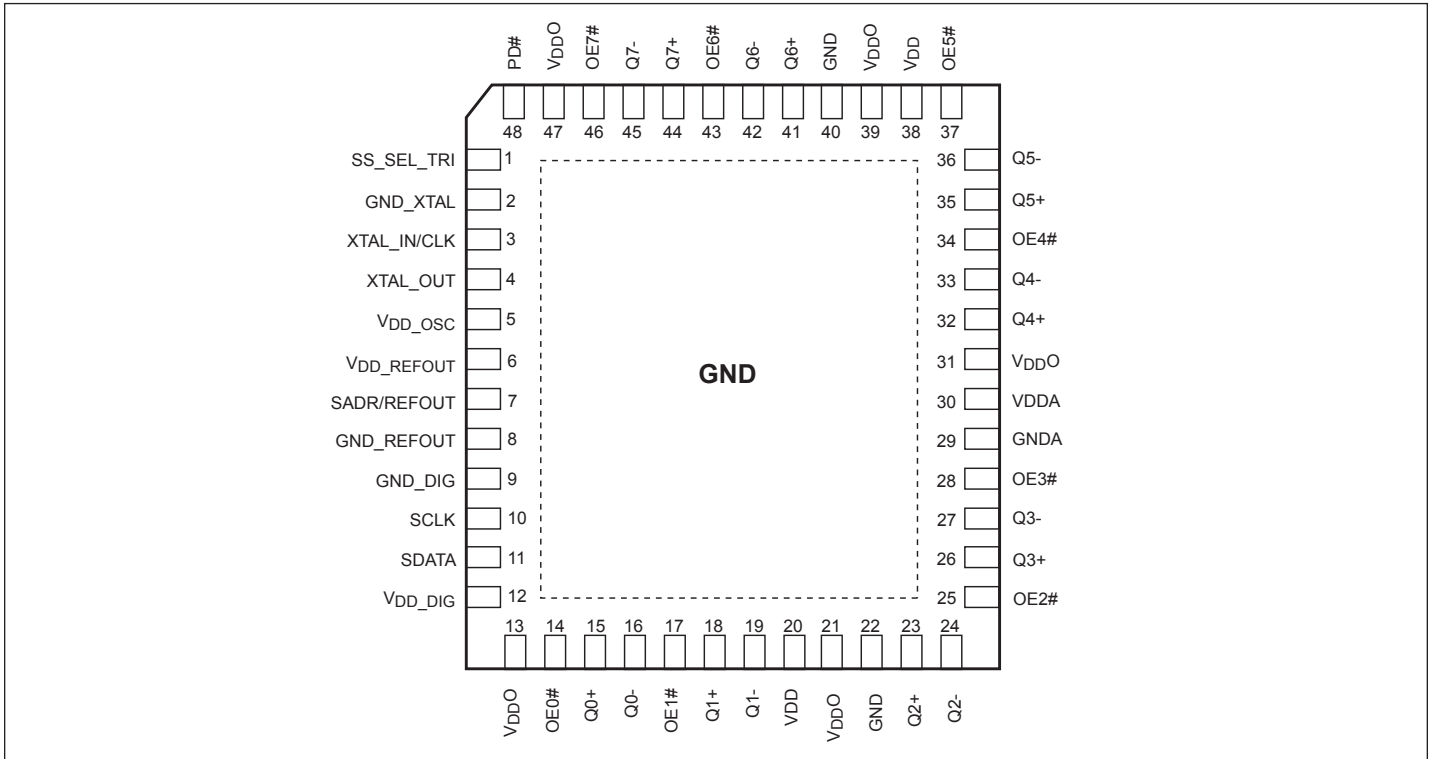 PD#
VDDO
OE7#
Q7-
Q7+
OE6#
Q6-
Q6+
GND
VDDO
VDD
OE5#
48 47 46 45 44 43 42 41 40 39 38 37
SS_SEL_TRI 1 36 Q5-
GND_XTAL 2 35 Q5+
XTAL_IN/CLK 3 34 OE4#
XTAL_OUT 4 33 Q4-
VDD_OSC 5 32 Q4+
VDD_REFOUT 6 31 VDDO
GND
SADR/REFOUT 7 30 VDDA
GND_REFOUT 8 29 GNDA
GND_DIG 9 28 OE3#
SCLK 10 27 Q3-
SDATA 11 26 Q3+
VDD_DIG 12 25 OE2#
13 14 15 16 17 18 19 20 21 22 23 24
VDDO
OE0#
Q0+
Q0-
OE1#
Q1+
Q1-
VDD
VDDO
GND
Q2+
Q2-